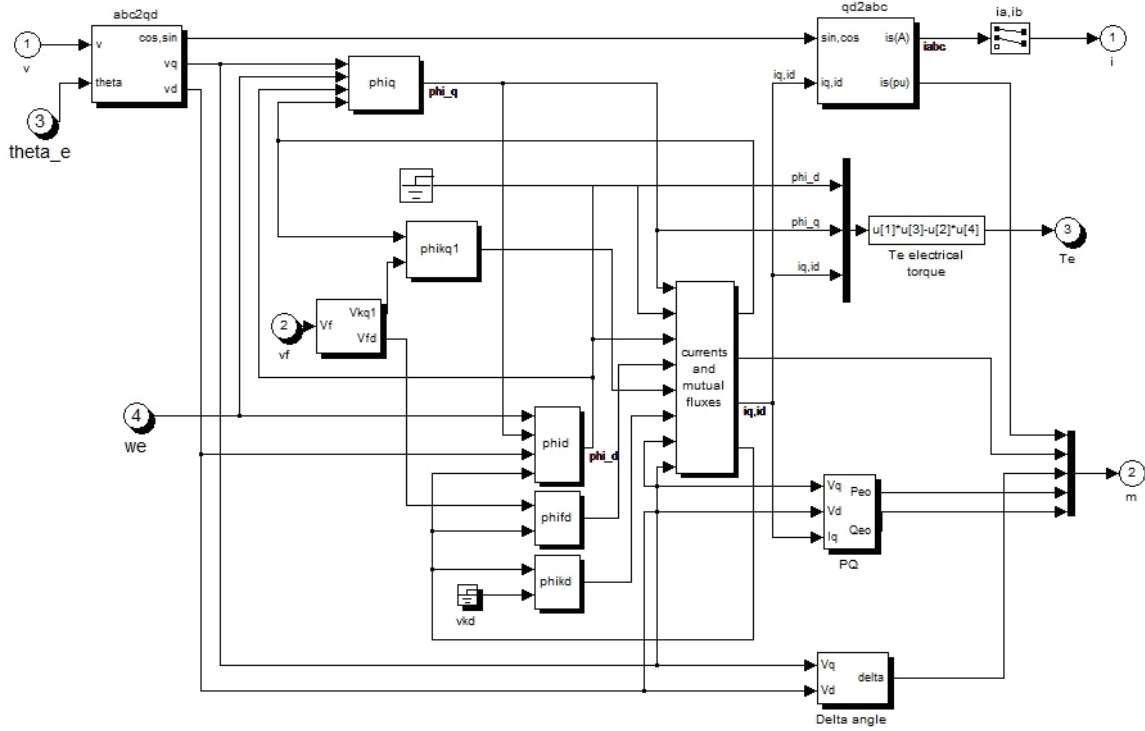 abc2qd
qd2abc
ia,ib
1
v
v
theta
cos,sin
vq
vd
3
theta_e
phiq
phi_q
sin,cos
iq,id
iq,id
is(A)
is(pu)
iabc
1
i
phi_d
phi_q
iq,id
u[1]*u[3]-u[2]*u[4]
Te electrical
torque
3
Te
phikq1
2
vf
Vf
Vkq1
Vfd
currents
and
mutual
fluxes
iq,id
4
we
phid
phi_d
phifd
phikd
vkd
Vq
Vd
Iq
Peo
Qeo
PQ
2
m
Vq
Vd
delta
Delta angle